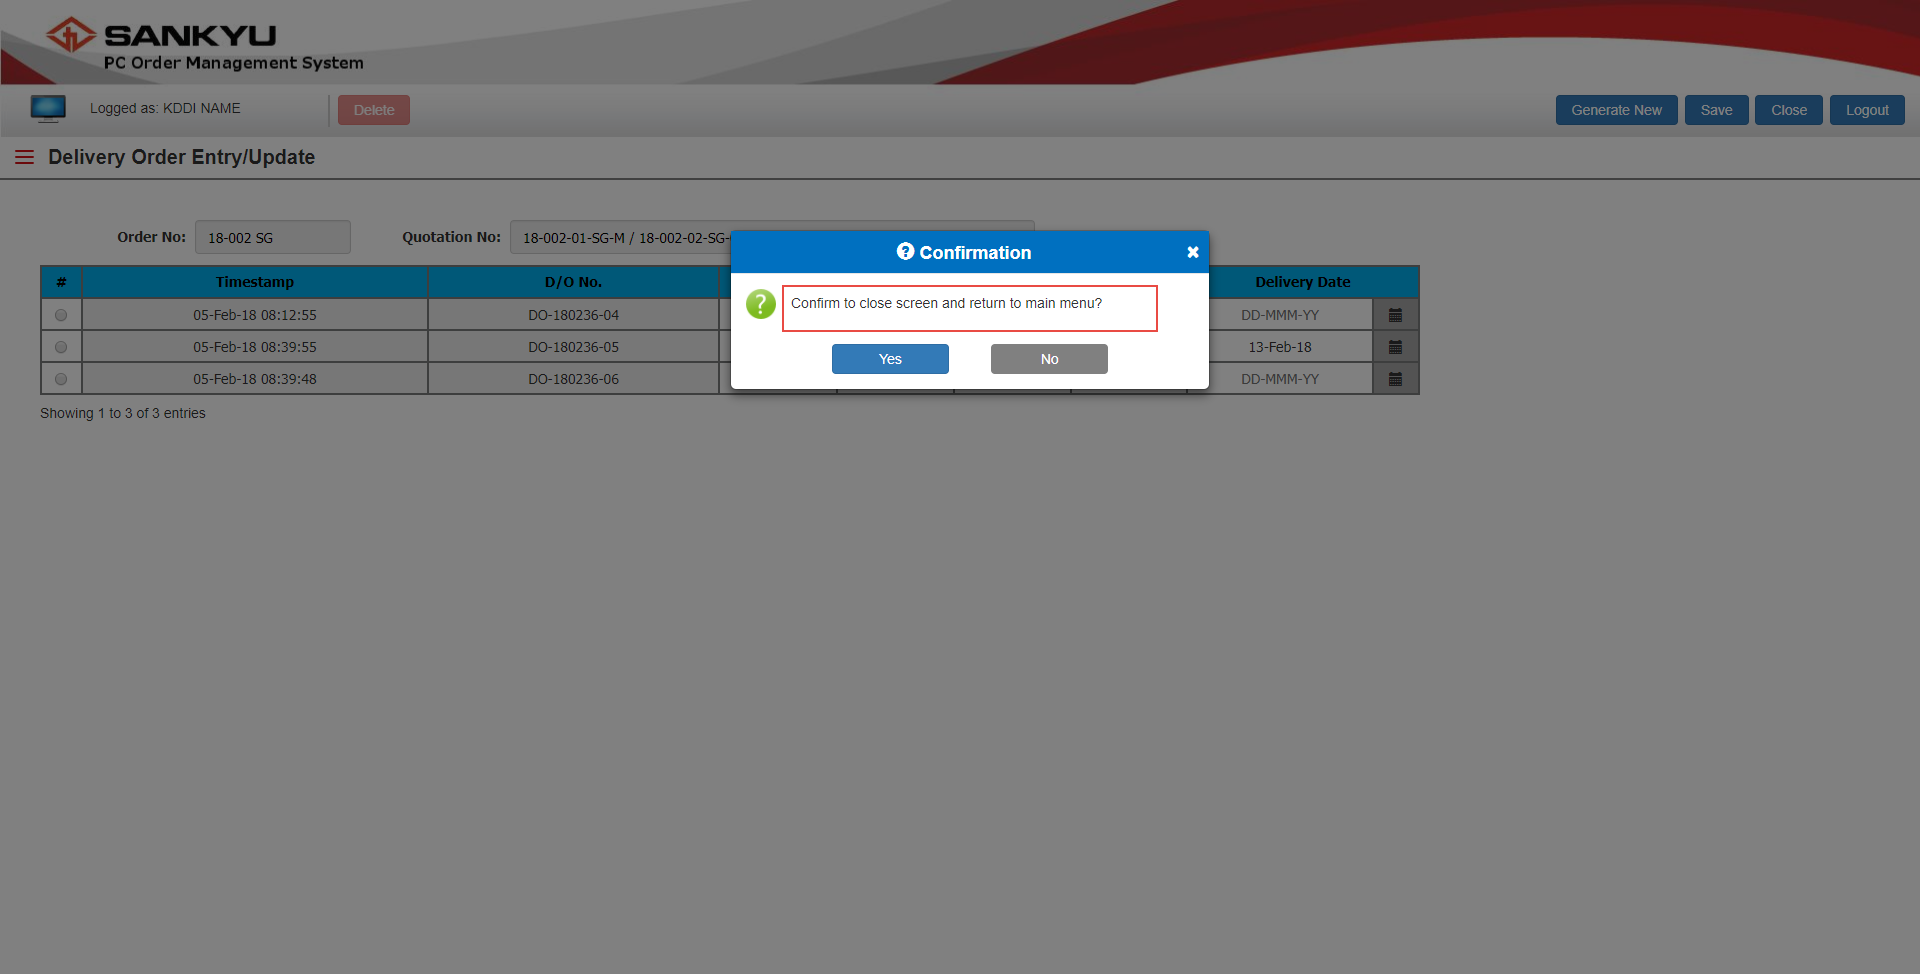 SANKYU
PC Order Management System
Logged as: KDDI NAME
Delete
Generate New
Save
Close
Logout
Delivery Order Entry/Update
Order No:
18-002 SG
Quotation No:
18-002-01-SG-M / 18-002-02-SG-
Confirmation
Confirm to close screen and return to main menu?
Yes
No
# Timestamp D/O No. Delivery Date
05-Feb-18 08:12:55 DO-180236-04 DD-MMM-YY
05-Feb-18 08:39:55 DO-180236-05 13-Feb-18
05-Feb-18 08:39:48 DO-180236-06 DD-MMM-YY
Showing 1 to 3 of 3 entries